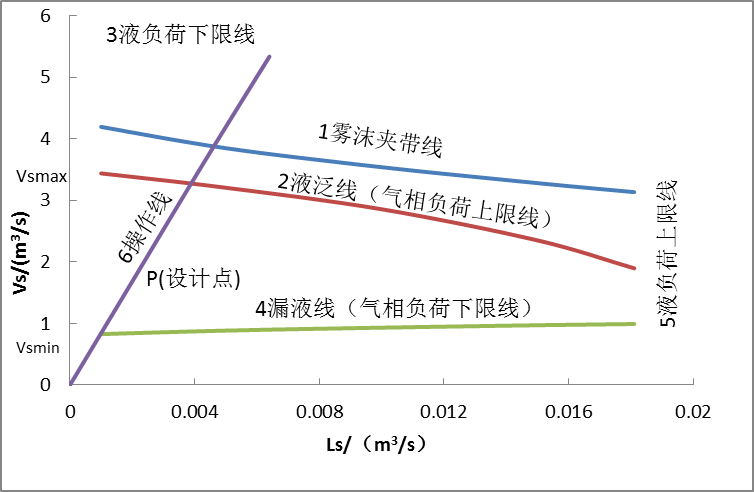 6
3液负荷下限线
5
4
1雾沫夹带线
Vsmax
3
2液泛线（气相负荷上限线）
Vs/(m³/s)
6操作线
5液负荷上限线
2
P(设计点)
4漏液线（气相负荷下限线）
1
Vsmin
0
0
0.004
0.008
0.012
0.016
0.02
Ls/（m³/s）